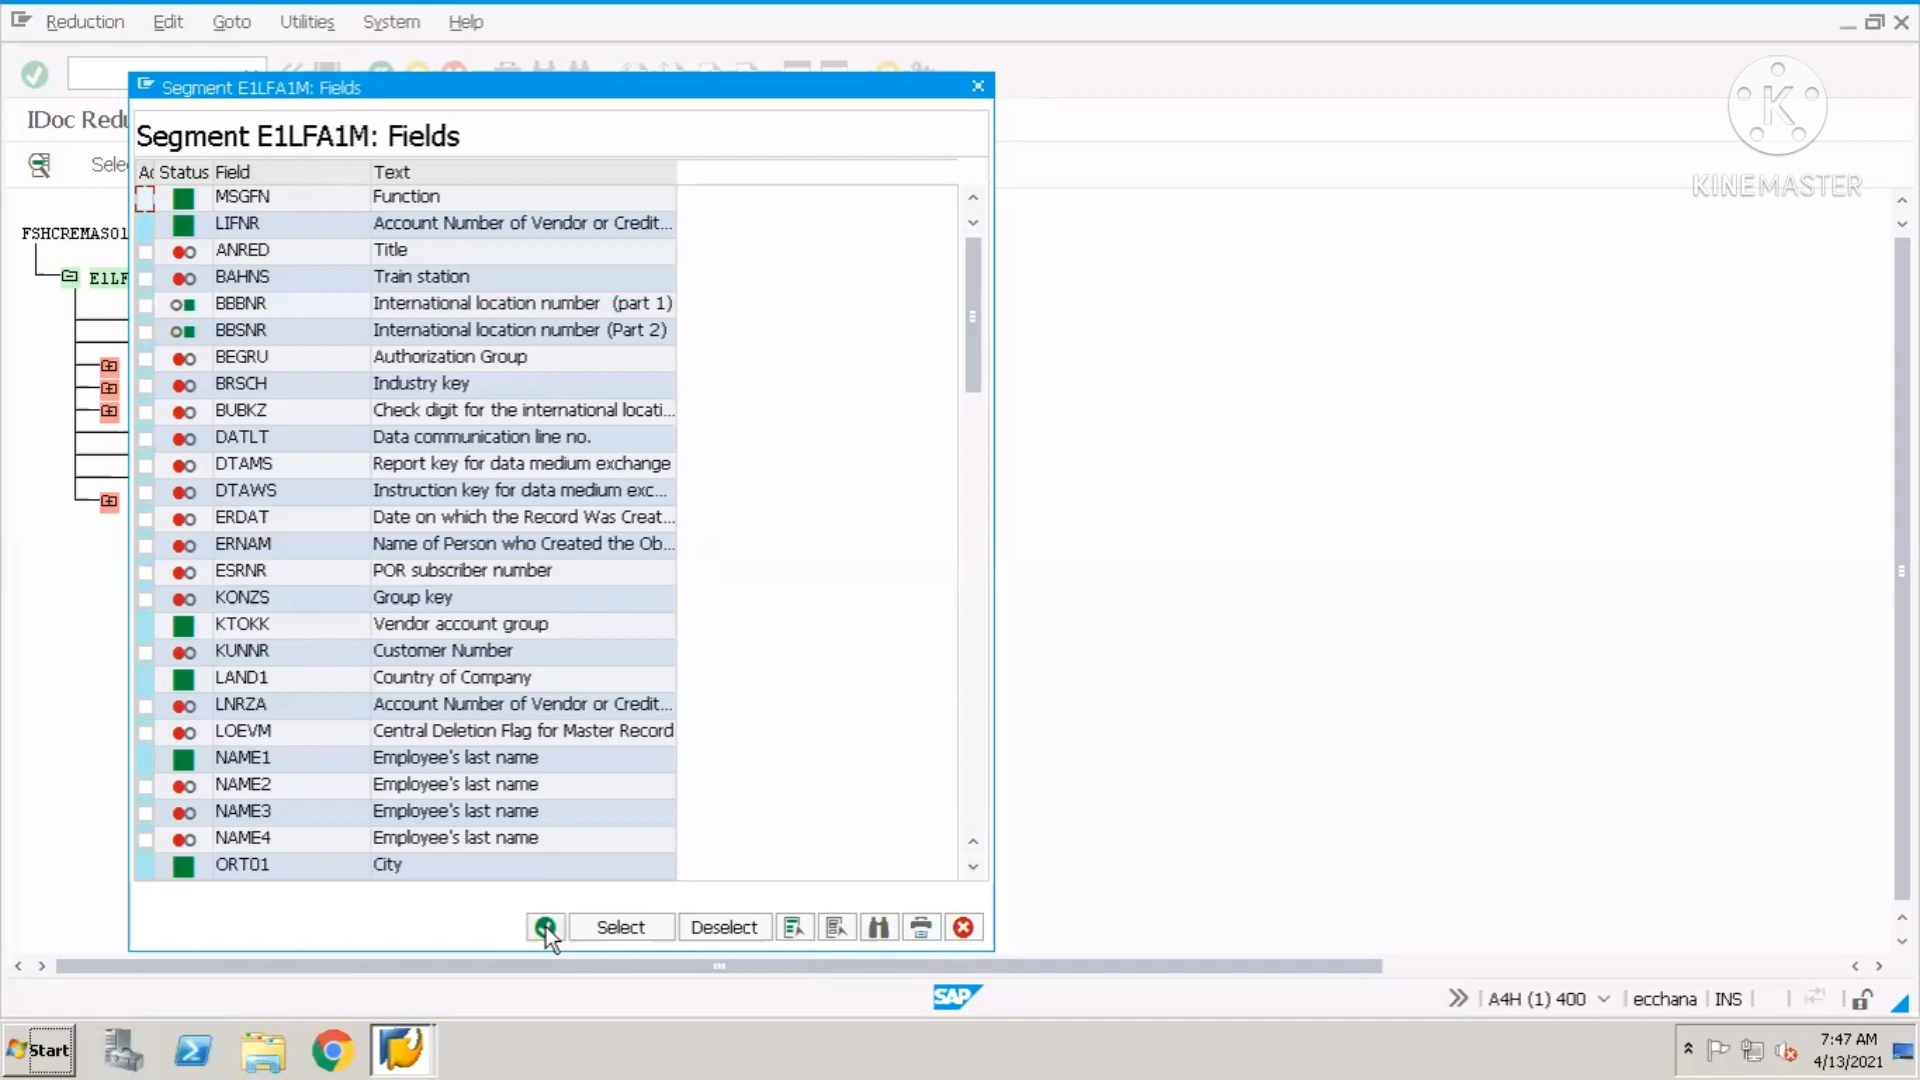 Reduction Edit Goto Utilities System Help
Segment E1LFA1M: Fields
IDoc Redu
Segment E1LFA1M: Fields
K
KINEMASTER
Sele
Ac Status Field Text
MSGFN Function
LIFNR Account Number of Vendor or Credit...
FSHCREMAS01
ANRED Title
E1LF
BAHNS Train station
BBBNR International location number (part 1)
BBSNR International location number (Part 2)
BEGRU Authorization Group
BRSCH Industry key
BUBKZ Check digit for the international locati...
DATLT Data communication line no.
DTAMS Report key for data medium exchange
DTAWS Instruction key for data medium exc...
ERDAT Date on which the Record Was Creat...
ERNAM Name of Person who Created the Ob...
ESRNR POR subscriber number
KONZS Group key
KTOKK Vendor account group
KUNNR Customer Number
LAND1 Country of Company
LNRZA Account Number of Vendor or Credit...
LOEVM Central Deletion Flag for Master Record
NAME1 Employee's last name
NAME2 Employee's last name
NAME3 Employee's last name
NAME4 Employee's last name
ORT01 City
Select Deselect
SAP
A4H (1) 400 ecchana INS
Start
7:47 AM
4/13/2021